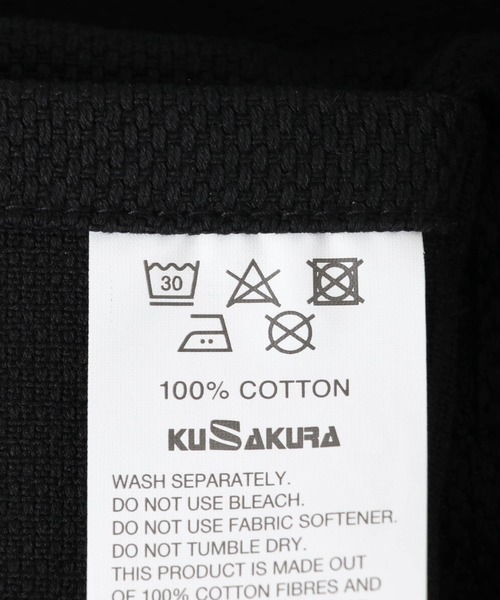 30
100% COTTON
KUSAKURA
WASH SEPARATELY.
DO NOT USE BLEACH.
DO NOT USE FABRIC SOFTENER.
DO NOT TUMBLE DRY.
THIS PRODUCT IS MADE OUT
OF 100% COTTON FIBRES AND